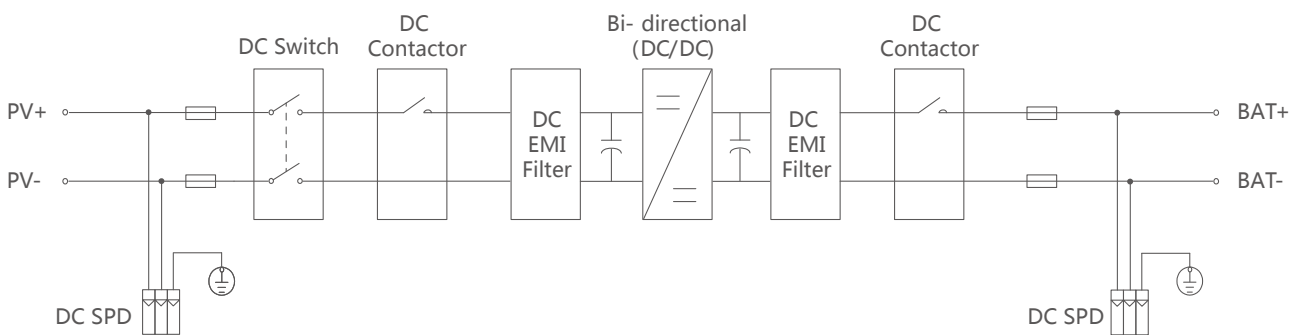 DC Switch
DC
Contactor
Bi- directional
(DC/DC)
DC
Contactor
PV+
PV-
DC
EMI
Filter
DC
EMI
Filter
BAT+
BAT-
DC SPD
DC SPD